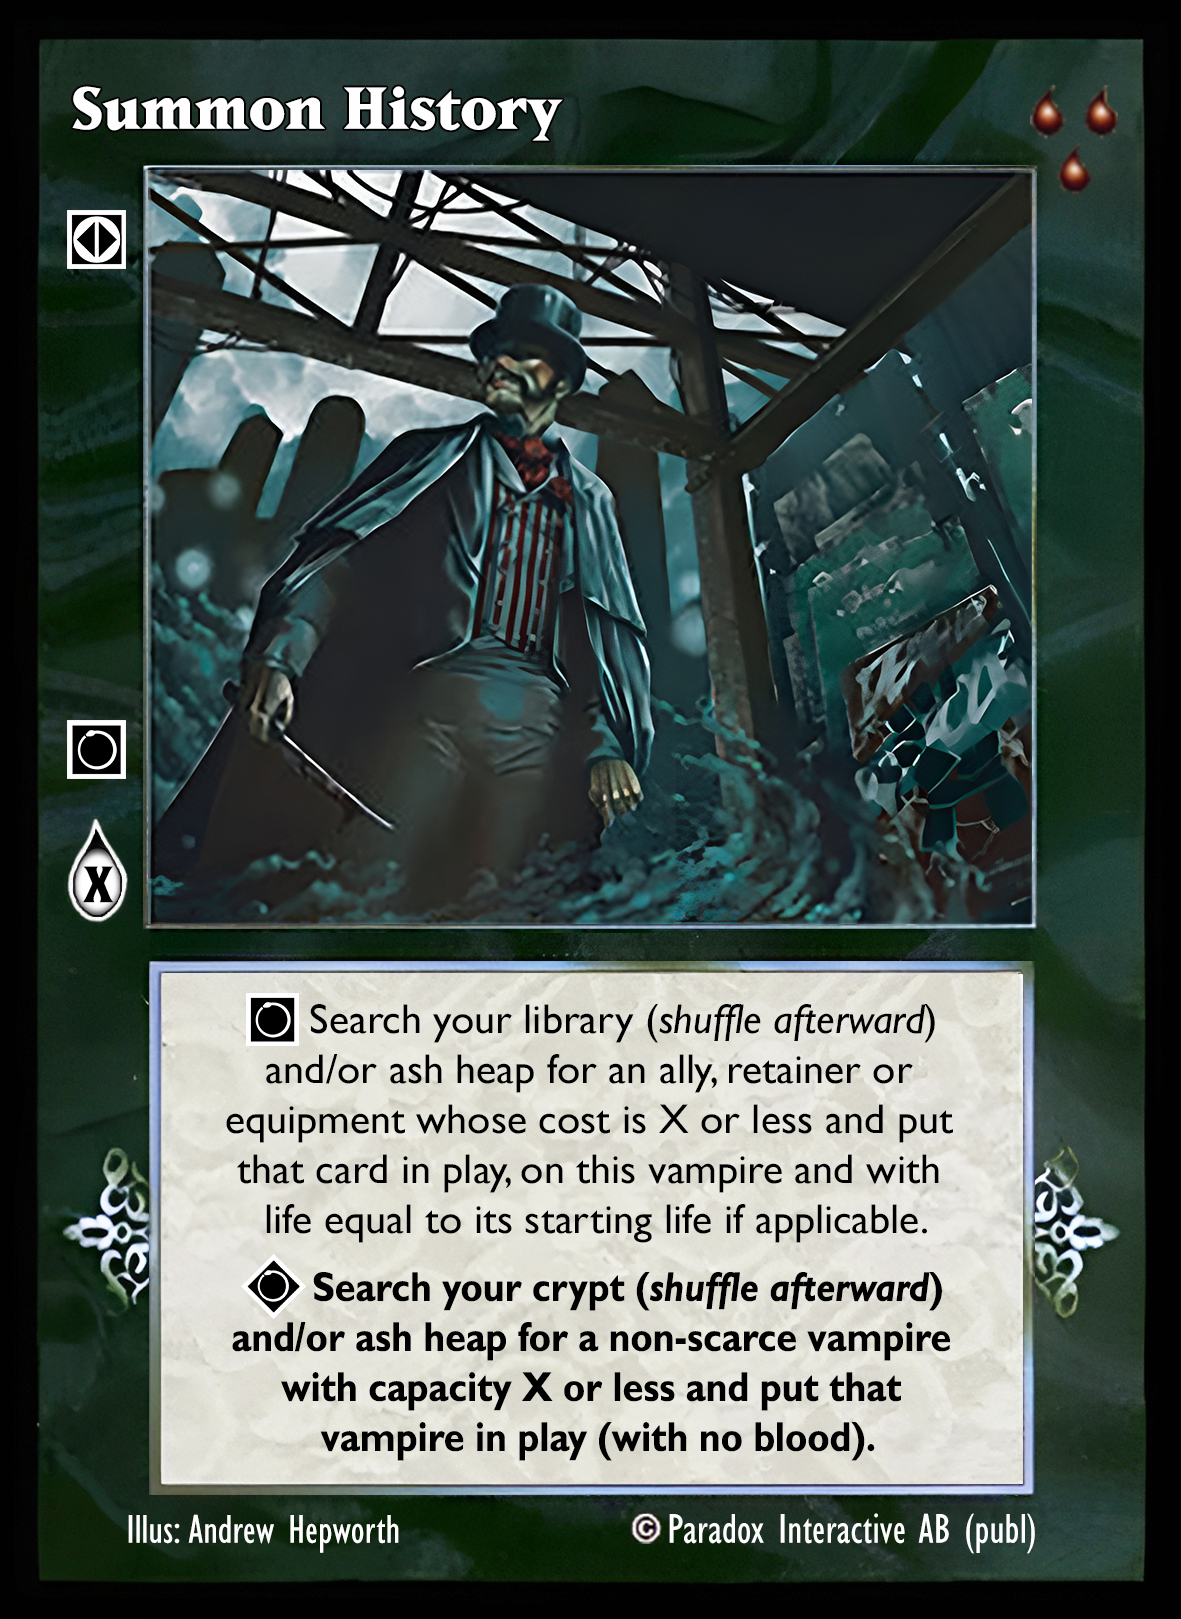 Summon History
X
Search your library (shuffle afterward)
and/or ash heap for an ally, retainer or
equipment whose cost is X or less and put
that card in play, on this vampire and with
life equal to its starting life if applicable.
Search your crypt (shuffle afterward)
and/or ash heap for a non-scarce vampire
with capacity X or less and put that
vampire in play (with no blood).
Illus: Andrew Hepworth
© Paradox Interactive AB (publ)